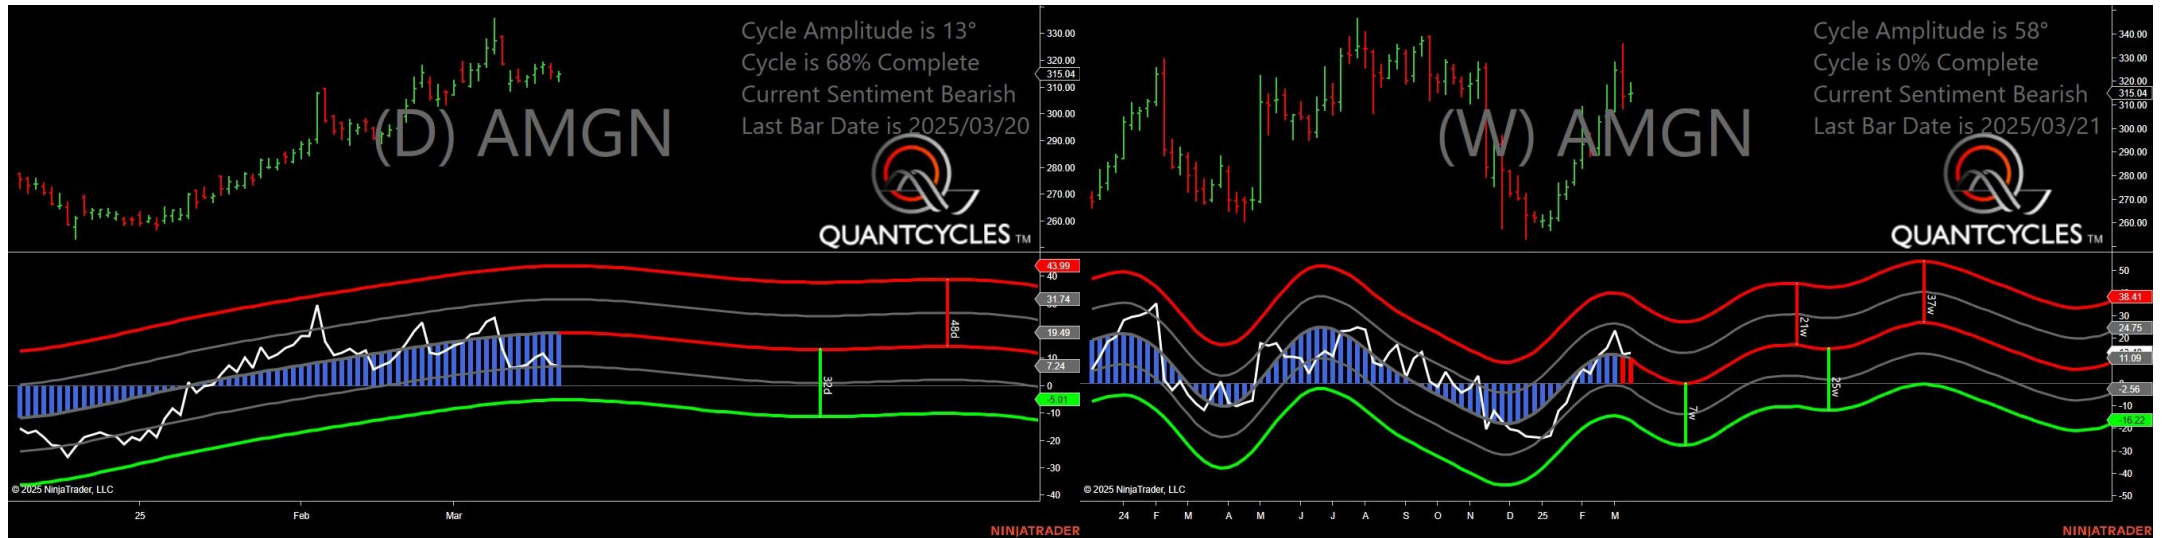 Cycle Amplitude is 13°
Cycle is 68% Complete
Current Sentiment Bearish
Last Bar Date is 2025/03/20
(D) AMGN
QUANTCYCLES TM
330.00
320.00
315.04
310.00
300.00
290.00
280.00
270.00
260.00
43.99
40
31.74
19.49
10
7.24
0
-5.01
-10
-20
-30
-40
48d
32d
© 2025 NinjaTrader, LLC
25 Feb Mar
NINJATRADER
Cycle Amplitude is 58°
Cycle is 0% Complete
Current Sentiment Bearish
Last Bar Date is 2025/03/21
(W) AMGN
QUANTCYCLES TM
340.00
330.00
320.00
315.04
310.00
300.00
290.00
280.00
270.00
260.00
50
38.41
30
24.75
20
11.09
-2.56
-10
-16.22
-20
-30
-40
-50
37w
21w
25w
7w
© 2025 NinjaTrader, LLC
24 F M A M J J A S O N D 25 F M
NINJATRADER